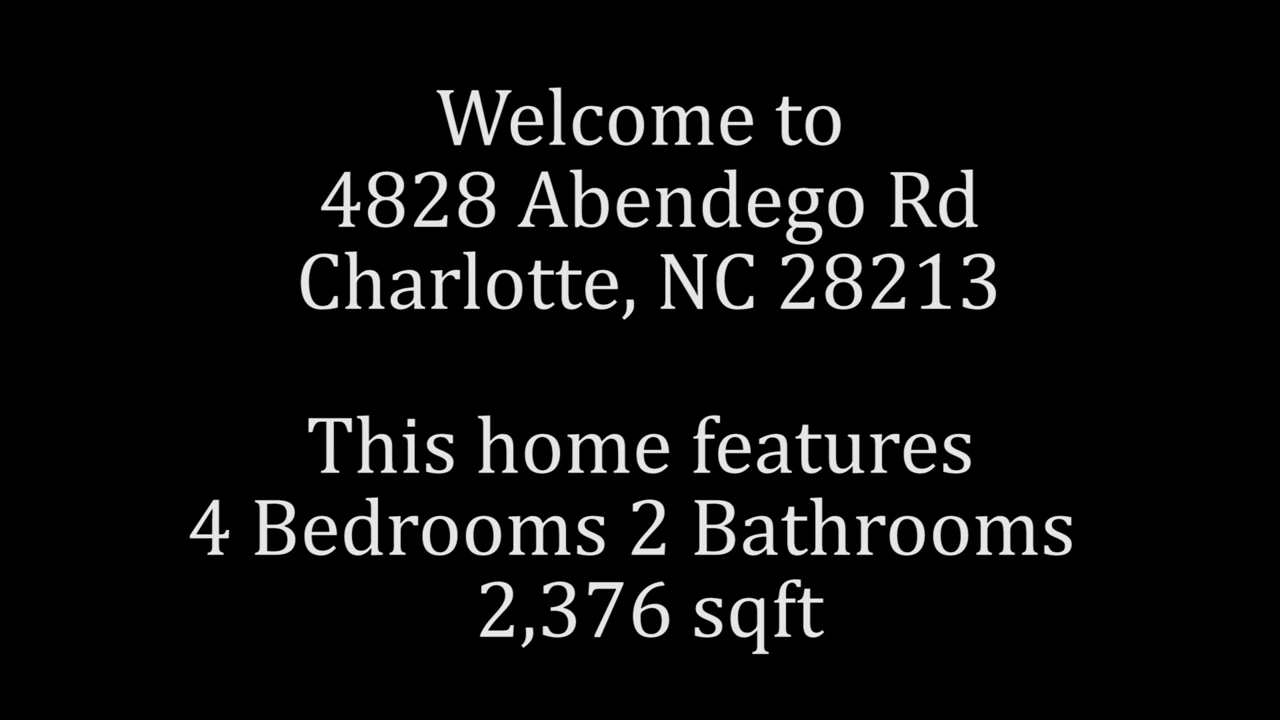 Welcome to
4828 Abendego Rd
Charlotte, NC 28213
This home features
4 Bedrooms 2 Bathrooms
2,376 sqft